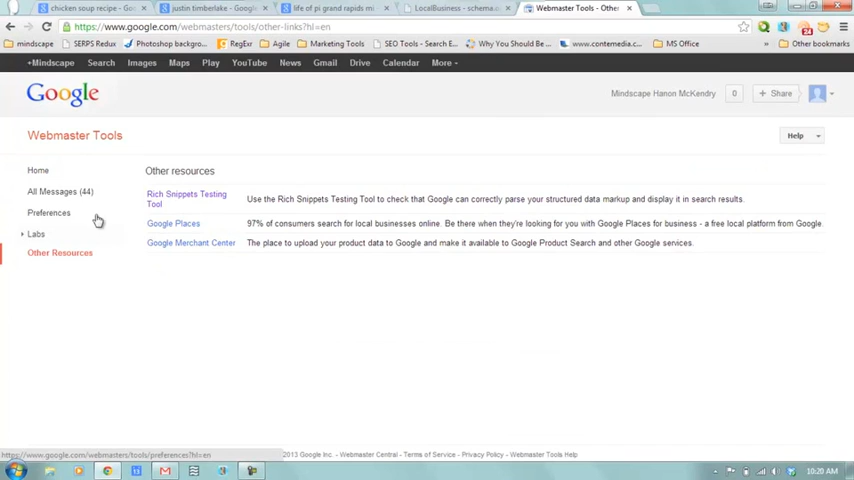 chicken soup recipe - Go
justin timberlake - Google
life of pi grand rapids mi
LocalBusiness - schema.o
Webmaster Tools - Other
https://www.google.com/webmasters/tools/other-links?hl=en
mindscape
SERPS Redux
Photoshop backgro...
RegExr
Marketing Tools
SEO Tools - Search E...
Why You Should Be ...
www.contemedia.co...
Agile?hl
MS Office
Other bookmarks
24
+Mindscape Search Images Maps Play YouTube News Gmail Drive Calendar More
Google
Mindscape Hanon McKendry 0 + Share
Webmaster Tools
Help
Home
All Messages (44)
Preferences
Labs
Other Resources
Other resources
Rich Snippets Testing
Tool
Use the Rich Snippets Testing Tool to check that Google can correctly parse your structured data markup and display it in search results.
Google Places
97% of consumers search for local businesses online. Be there when they're looking for you with Google Places for business - a free local platform from Google.
Google Merchant Center
The place to upload your product data to Google and make it available to Google Product Search and other Google services.
https://www.google.com/webmasters/tools/preferences?hl=en
2013 Google Inc. - Webmaster Central - Terms of Service - Privacy Policy - Webmaster Tools Help
10:20 AM